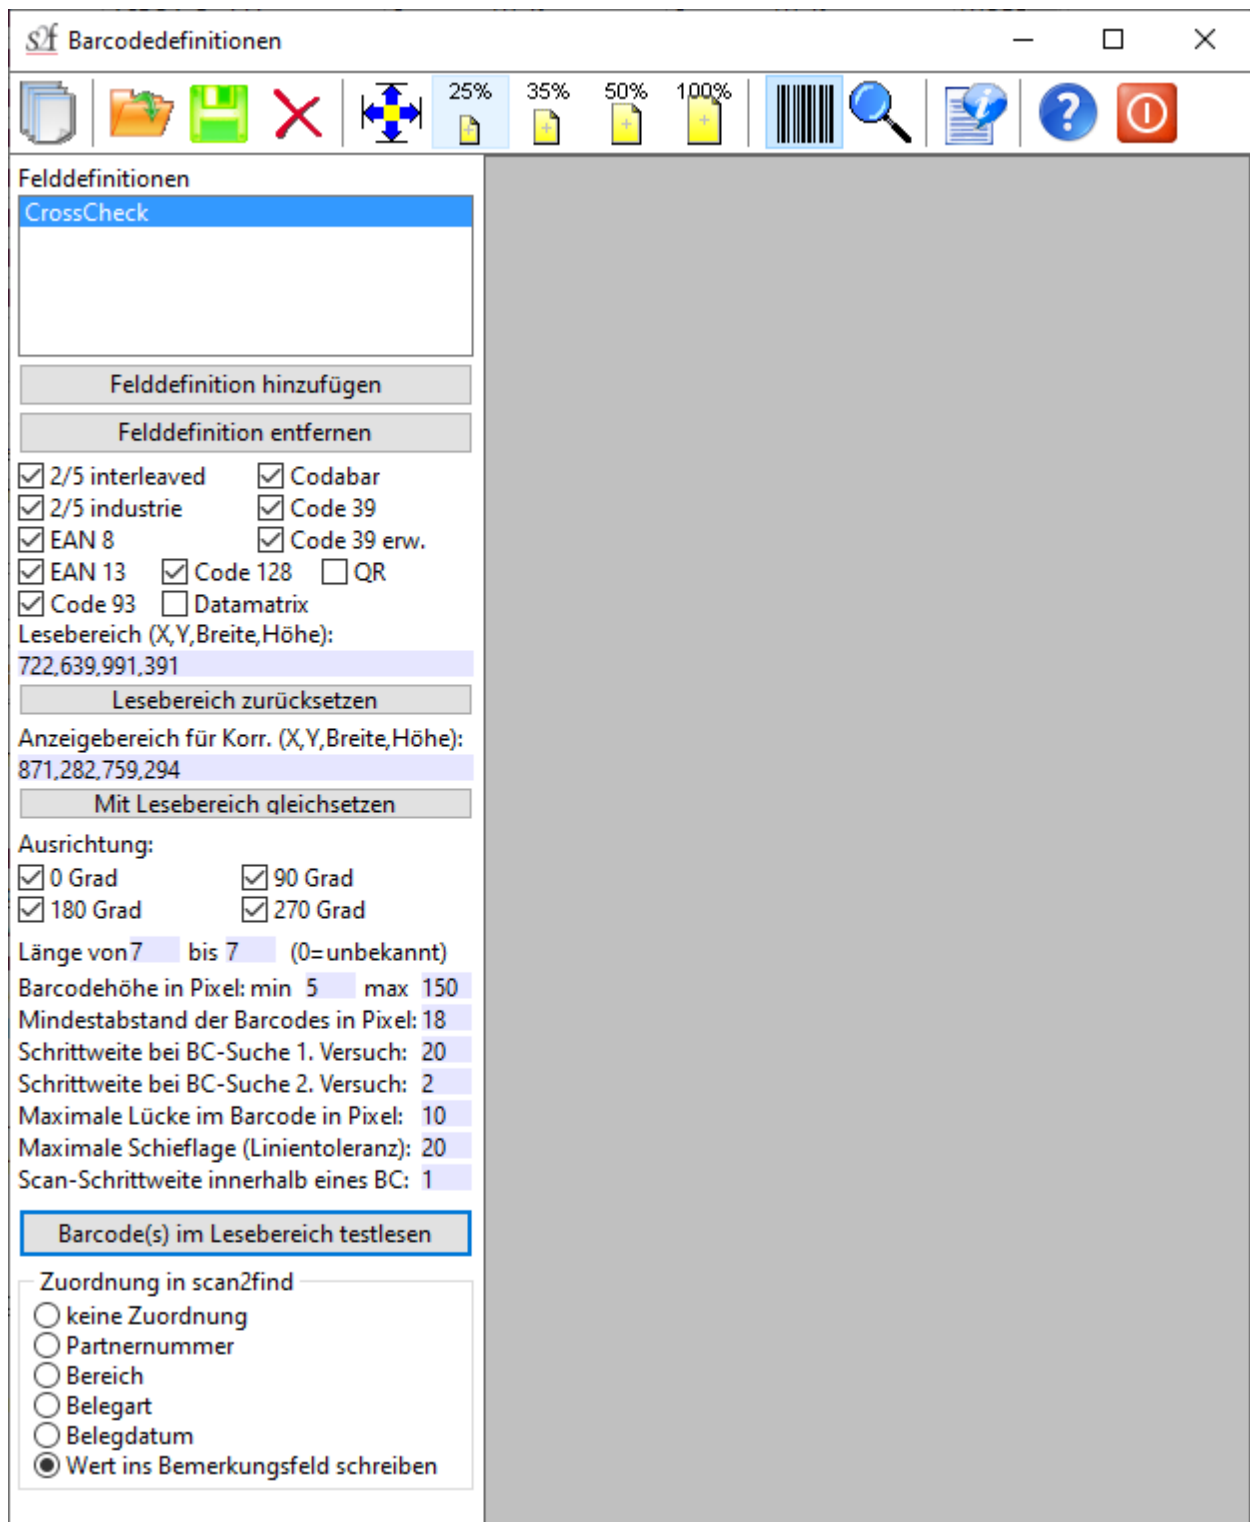 s2f Barcodedefinitionen
25% 35% 50% 100%
Felddefinitionen
CrossCheck
Felddefinition hinzufügen
Felddefinition entfernen
2/5 interleaved Codabar
2/5 industrie Code 39
EAN 8 Code 39 erw.
EAN 13 Code 128 QR
Code 93 Datamatrix
Lesebereich (X,Y,Breite,Höhe):
722,639,991,391
Lesebereich zurücksetzen
Anzeigebereich für Korr. (X,Y,Breite,Höhe):
871,282,759,294
Mit Lesebereich gleichsetzen
Ausrichtung:
0 Grad 90 Grad
180 Grad 270 Grad
Länge von 7 bis 7 (0=unbekannt)
Barcodehöhe in Pixel: min 5 max 150
Mindestabstand der Barcodes in Pixel: 18
Schrittweite bei BC-Suche 1. Versuch: 20
Schrittweite bei BC-Suche 2. Versuch: 2
Maximale Lücke im Barcode in Pixel: 10
Maximale Schieflage (Linientoleranz): 20
Scan-Schrittweite innerhalb eines BC: 1
Barcode(s) im Lesebereich testlesen
Zuordnung in scan2find
keine Zuordnung
Partnernummer
Bereich
Belegart
Belegdatum
Wert ins Bemerkungsfeld schreiben